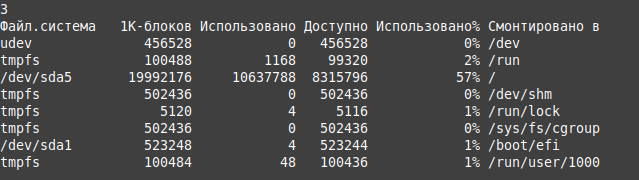 3
Файл.система 1K-блоков Использовано Доступно Использовано% Смонтировано в
udev 456528 0 456528 0% /dev
tmpfs 100488 1168 99320 2% /run
/dev/sda5 19992176 10637788 8315796 57% /
tmpfs 502436 0 502436 0% /dev/shm
tmpfs 5120 4 5116 1% /run/lock
tmpfs 502436 0 502436 0% /sys/fs/cgroup
/dev/sda1 523248 4 523244 1% /boot/efi
tmpfs 100484 48 100436 1% /run/user/1000